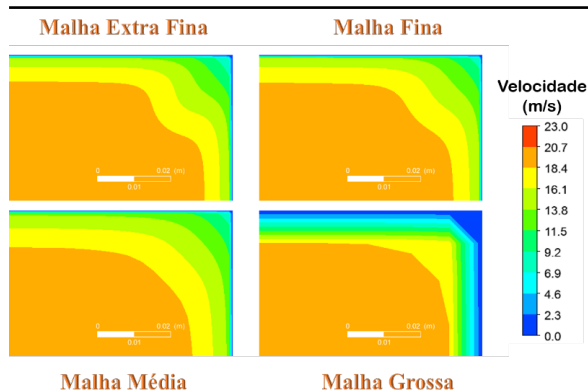 Malha Extra Fina
Malha Fina
0 0.02 (m)
0.01
0 0.02 (m)
0.01
Velocidade
(m/s)
23.0
20.7
18.4
16.1
13.8
11.5
9.2
6.9
4.6
2.3
0.0
0 0.02 (m)
0.01
0 0.02 (m)
0.01
Malha Média
Malha Grossa